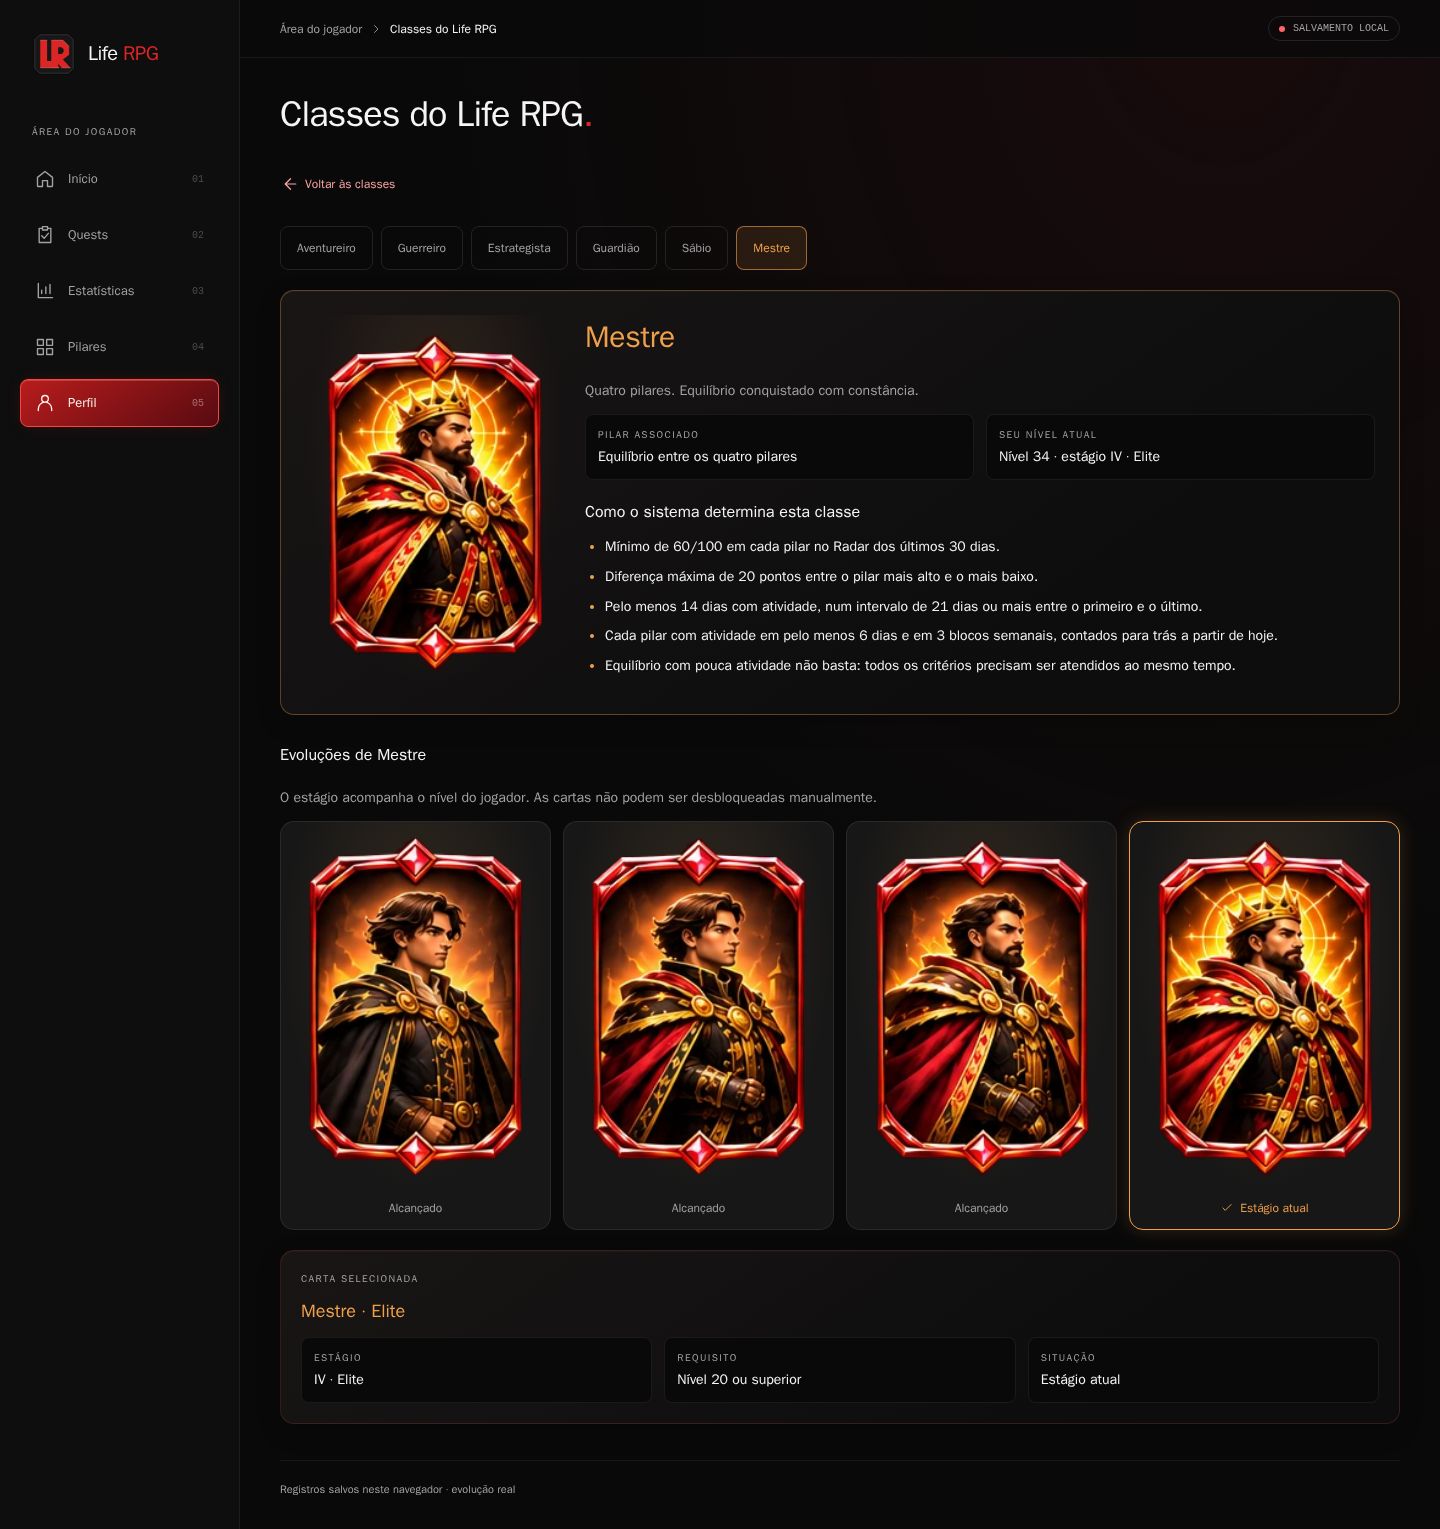 LR
Life RPG
Área do jogador > Classes do Life RPG
SALVAMENTO LOCAL
ÁREA DO JOGADOR
Início 01
Quests 02
Estatísticas 03
Pilares 04
Perfil 05
Classes do Life RPG.
Voltar às classes
Aventureiro Guerreiro Estrategista Guardião Sábio Mestre
Mestre
Quatro pilares. Equilíbrio conquistado com constância.
PILAR ASSOCIADO
Equilíbrio entre os quatro pilares
SEU NÍVEL ATUAL
Nível 34 · estágio IV · Elite
Como o sistema determina esta classe
• Mínimo de 60/100 em cada pilar no Radar dos últimos 30 dias.
• Diferença máxima de 20 pontos entre o pilar mais alto e o mais baixo.
• Pelo menos 14 dias com atividade, num intervalo de 21 dias ou mais entre o primeiro e o último.
• Cada pilar com atividade em pelo menos 6 dias e em 3 blocos semanais, contados para trás a partir de hoje.
• Equilíbrio com pouca atividade não basta: todos os critérios precisam ser atendidos ao mesmo tempo.
Evoluções de Mestre
O estágio acompanha o nível do jogador. As cartas não podem ser desbloqueadas manualmente.
Alcançado
Alcançado
Alcançado
Estágio atual
CARTA SELECIONADA
Mestre · Elite
ESTÁGIO
IV · Elite
REQUISITO
Nível 20 ou superior
SITUAÇÃO
Estágio atual
Registros salvos neste navegador · evolução real